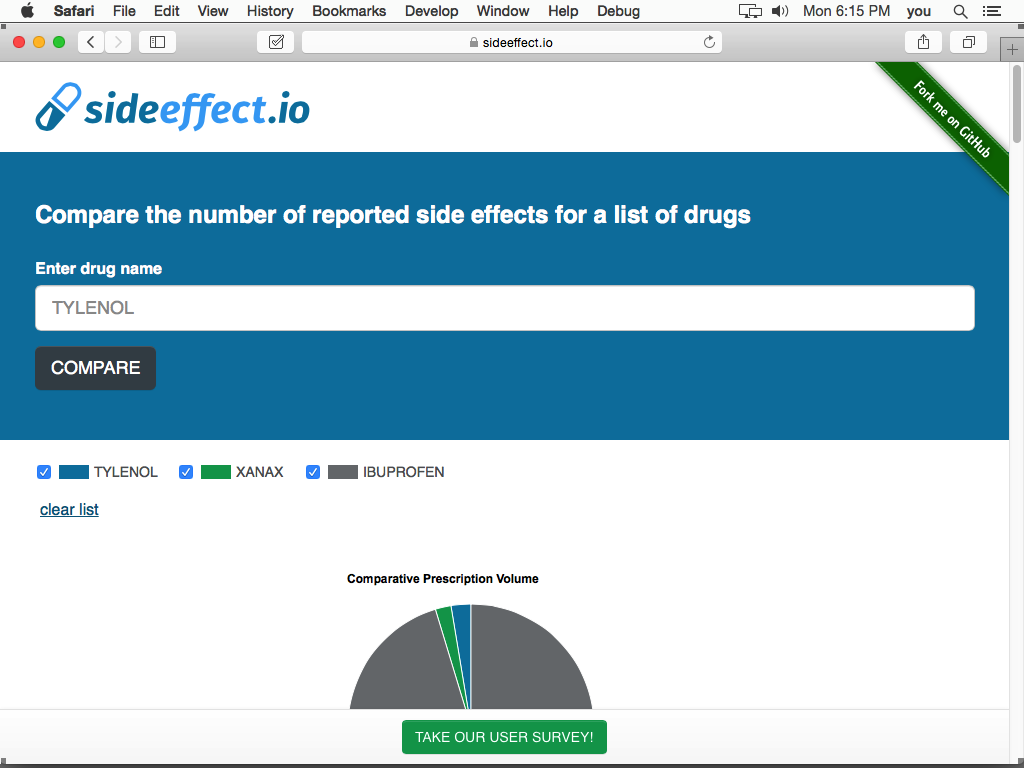 Safari File Edit View History Bookmarks Develop Window Help Debug Mon 6:15 PM you
sideeffect.io
sideeffect.io
Fork me on GitHub
Compare the number of reported side effects for a list of drugs
Enter drug name
TYLENOL
COMPARE
TYLENOL XANAX IBUPROFEN
clear list
Comparative Prescription Volume
TAKE OUR USER SURVEY!